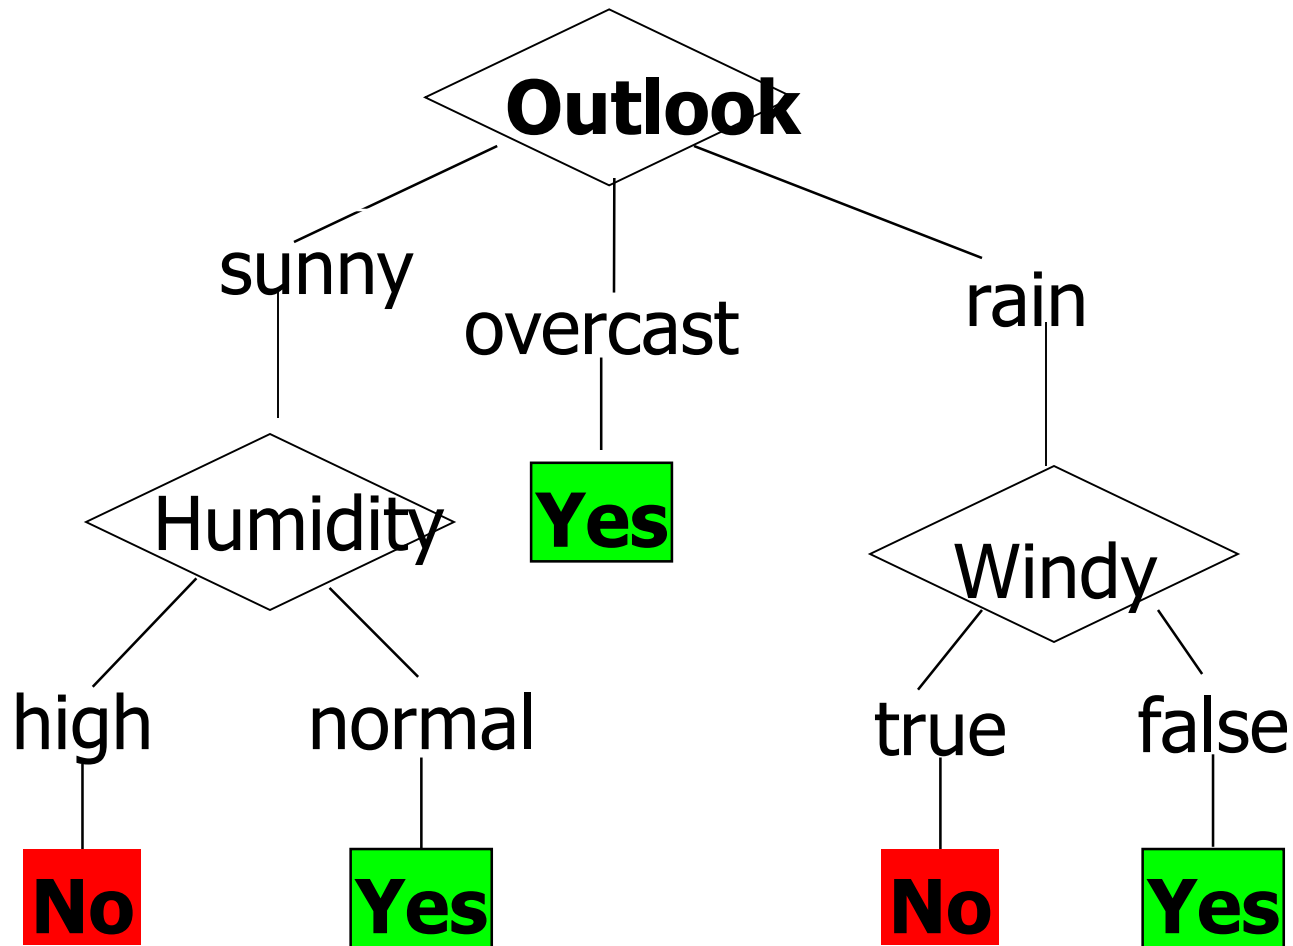 Outlook
sunny
overcast
rain
Humidity
Yes
Windy
high
normal
true
false
No
Yes
No
Yes